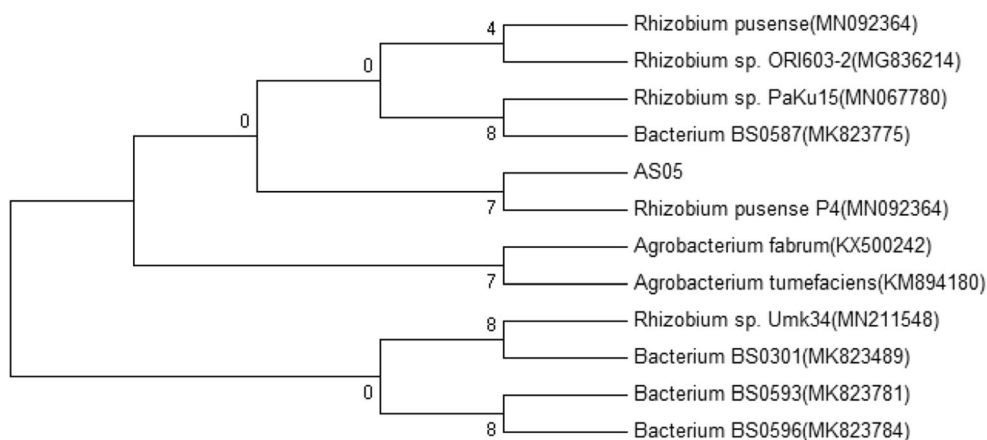 4
Rhizobium pusense(MN092364)
0
Rhizobium sp. ORI603-2(MG836214)
Rhizobium sp. PaKu15(MN067780)
0
8
Bacterium BS0587(MK823775)
AS05
7
Rhizobium pusense P4(MN092364)
Agrobacterium fabrum(KX500242)
7
Agrobacterium tumefaciens(KM894180)
8
Rhizobium sp. Umk34(MN211548)
Bacterium BS0301(MK823489)
0
Bacterium BS0593(MK823781)
8
Bacterium BS0596(MK823784)